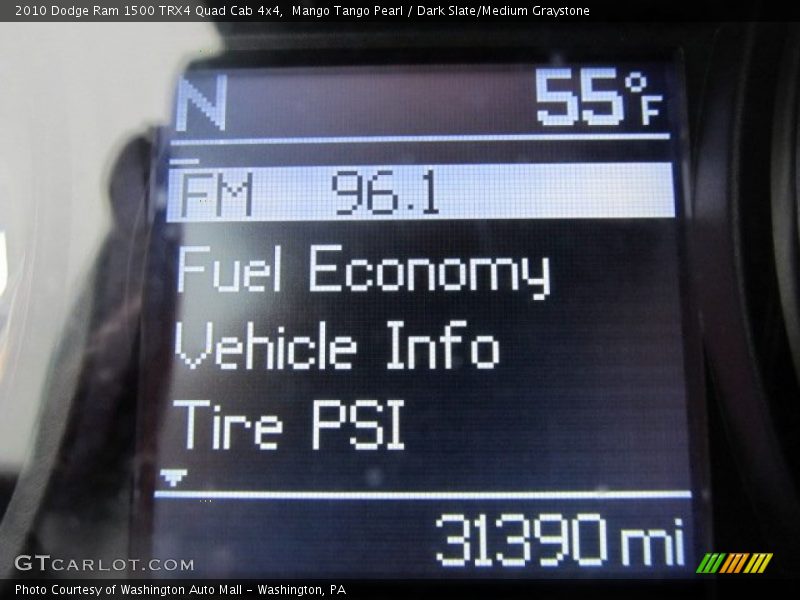 2010 Dodge Ram 1500 TRX4 Quad Cab 4x4,  Mango Tango Pearl / Dark Slate/Medium Graystone
N 55°F
FM 96.1
Fuel Economy
Vehicle Info
Tire PSI
31390 mi
GTCARLOT.COM
Photo Courtesy of Washington Auto Mall - Washington, PA